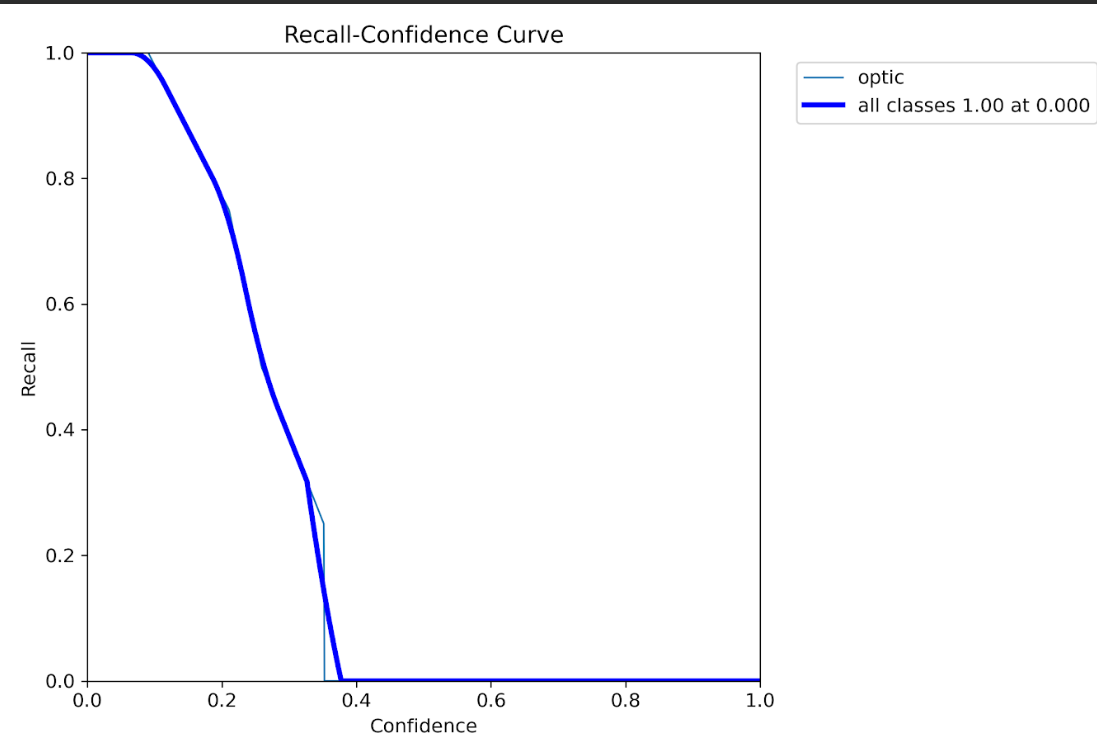 Recall-Confidence Curve
optic
all classes 1.00 at 0.000
1.0
0.8
0.6
0.4
0.2
0.0
Recall
0.0 0.2 0.4 0.6 0.8 1.0
Confidence